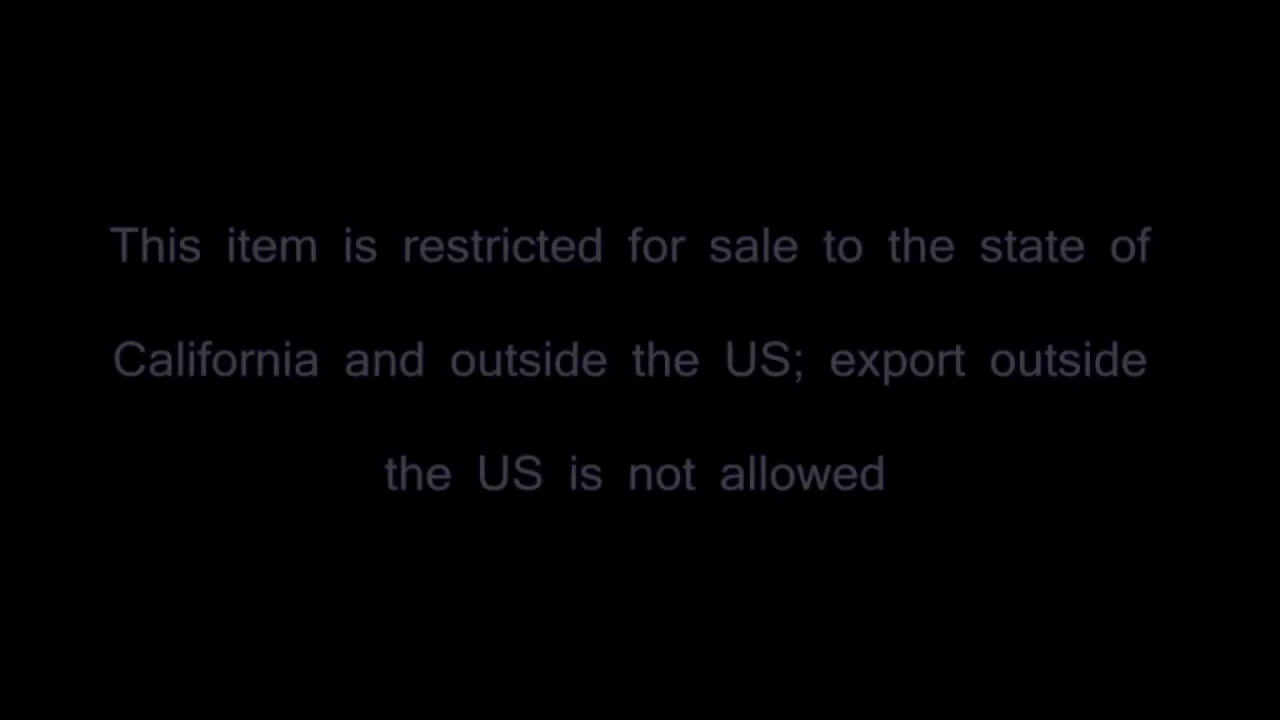 This item is restricted for sale to the state of
California and outside the US; export outside
the US is not allowed